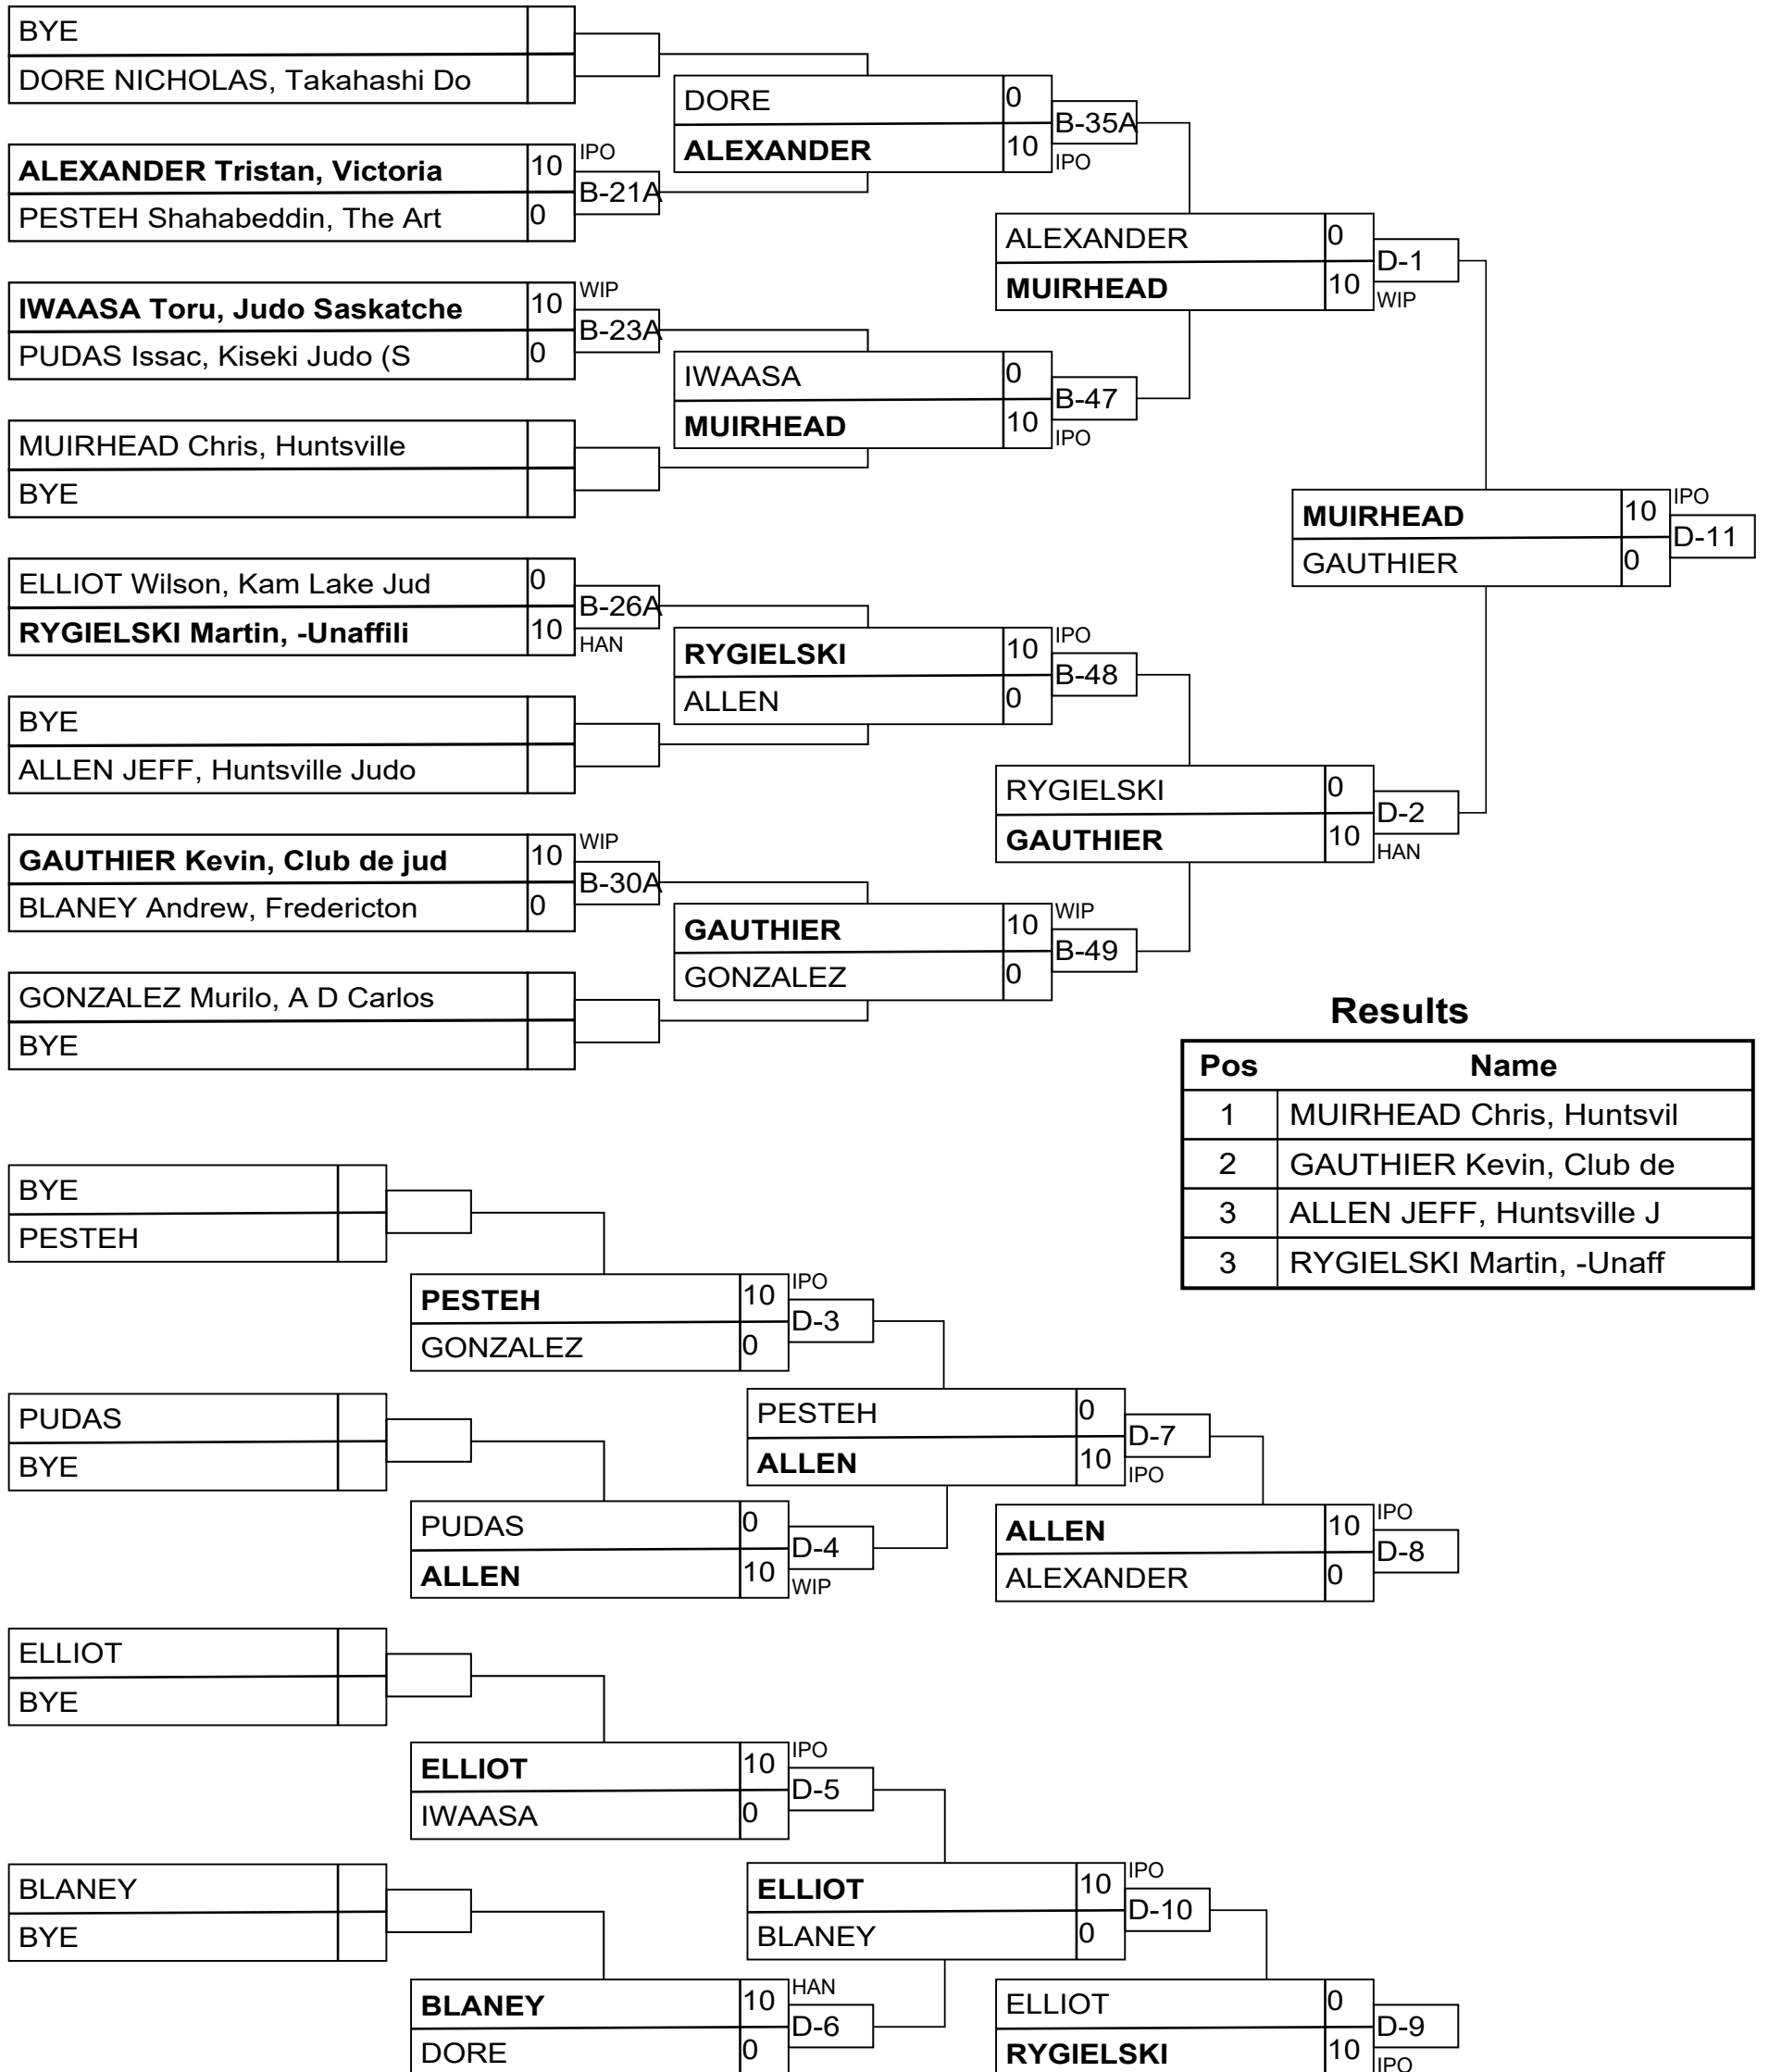 BYE
DORE NICHOLAS, Takahashi Do
DORE 0
ALEXANDER 10
B-35A
IPO
ALEXANDER Tristan, Victoria 10
PESTEH Shahabeddin, The Art 0
IPO
B-21A
ALEXANDER 0
MUIRHEAD 10
D-1
WIP
IWAASA Toru, Judo Saskatche 10
PUDAS Issac, Kiseki Judo (S 0
WIP
B-23A
IWAASA 0
MUIRHEAD 10
B-47
IPO
MUIRHEAD Chris, Huntsville
BYE
MUIRHEAD 10
GAUTHIER 0
IPO
D-11
ELLIOT Wilson, Kam Lake Jud 0
RYGIELSKI Martin, -Unaffili 10
B-26A
HAN
RYGIELSKI 10
ALLEN 0
IPO
B-48
BYE
ALLEN JEFF, Huntsville Judo
RYGIELSKI 0
GAUTHIER 10
D-2
HAN
GAUTHIER Kevin, Club de jud 10
BLANEY Andrew, Fredericton 0
WIP
B-30A
GAUTHIER 10
GONZALEZ 0
WIP
B-49
GONZALEZ Murilo, A D Carlos
BYE
Results
Pos Name
1 MUIRHEAD Chris, Huntsvil
2 GAUTHIER Kevin, Club de
3 ALLEN JEFF, Huntsville J
3 RYGIELSKI Martin, -Unaff
BYE
PESTEH
PESTEH 10
GONZALEZ 0
IPO
D-3
PUDAS
BYE
PESTEH 0
ALLEN 10
D-7
IPO
PUDAS 0
ALLEN 10
D-4
WIP
ALLEN 10
ALEXANDER 0
IPO
D-8
ELLIOT
BYE
ELLIOT 10
IWAASA 0
IPO
D-5
BLANEY
BYE
ELLIOT 10
BLANEY 0
IPO
D-10
BLANEY 10
DORE 0
HAN
D-6
ELLIOT 0
RYGIELSKI 10
D-9
IPO